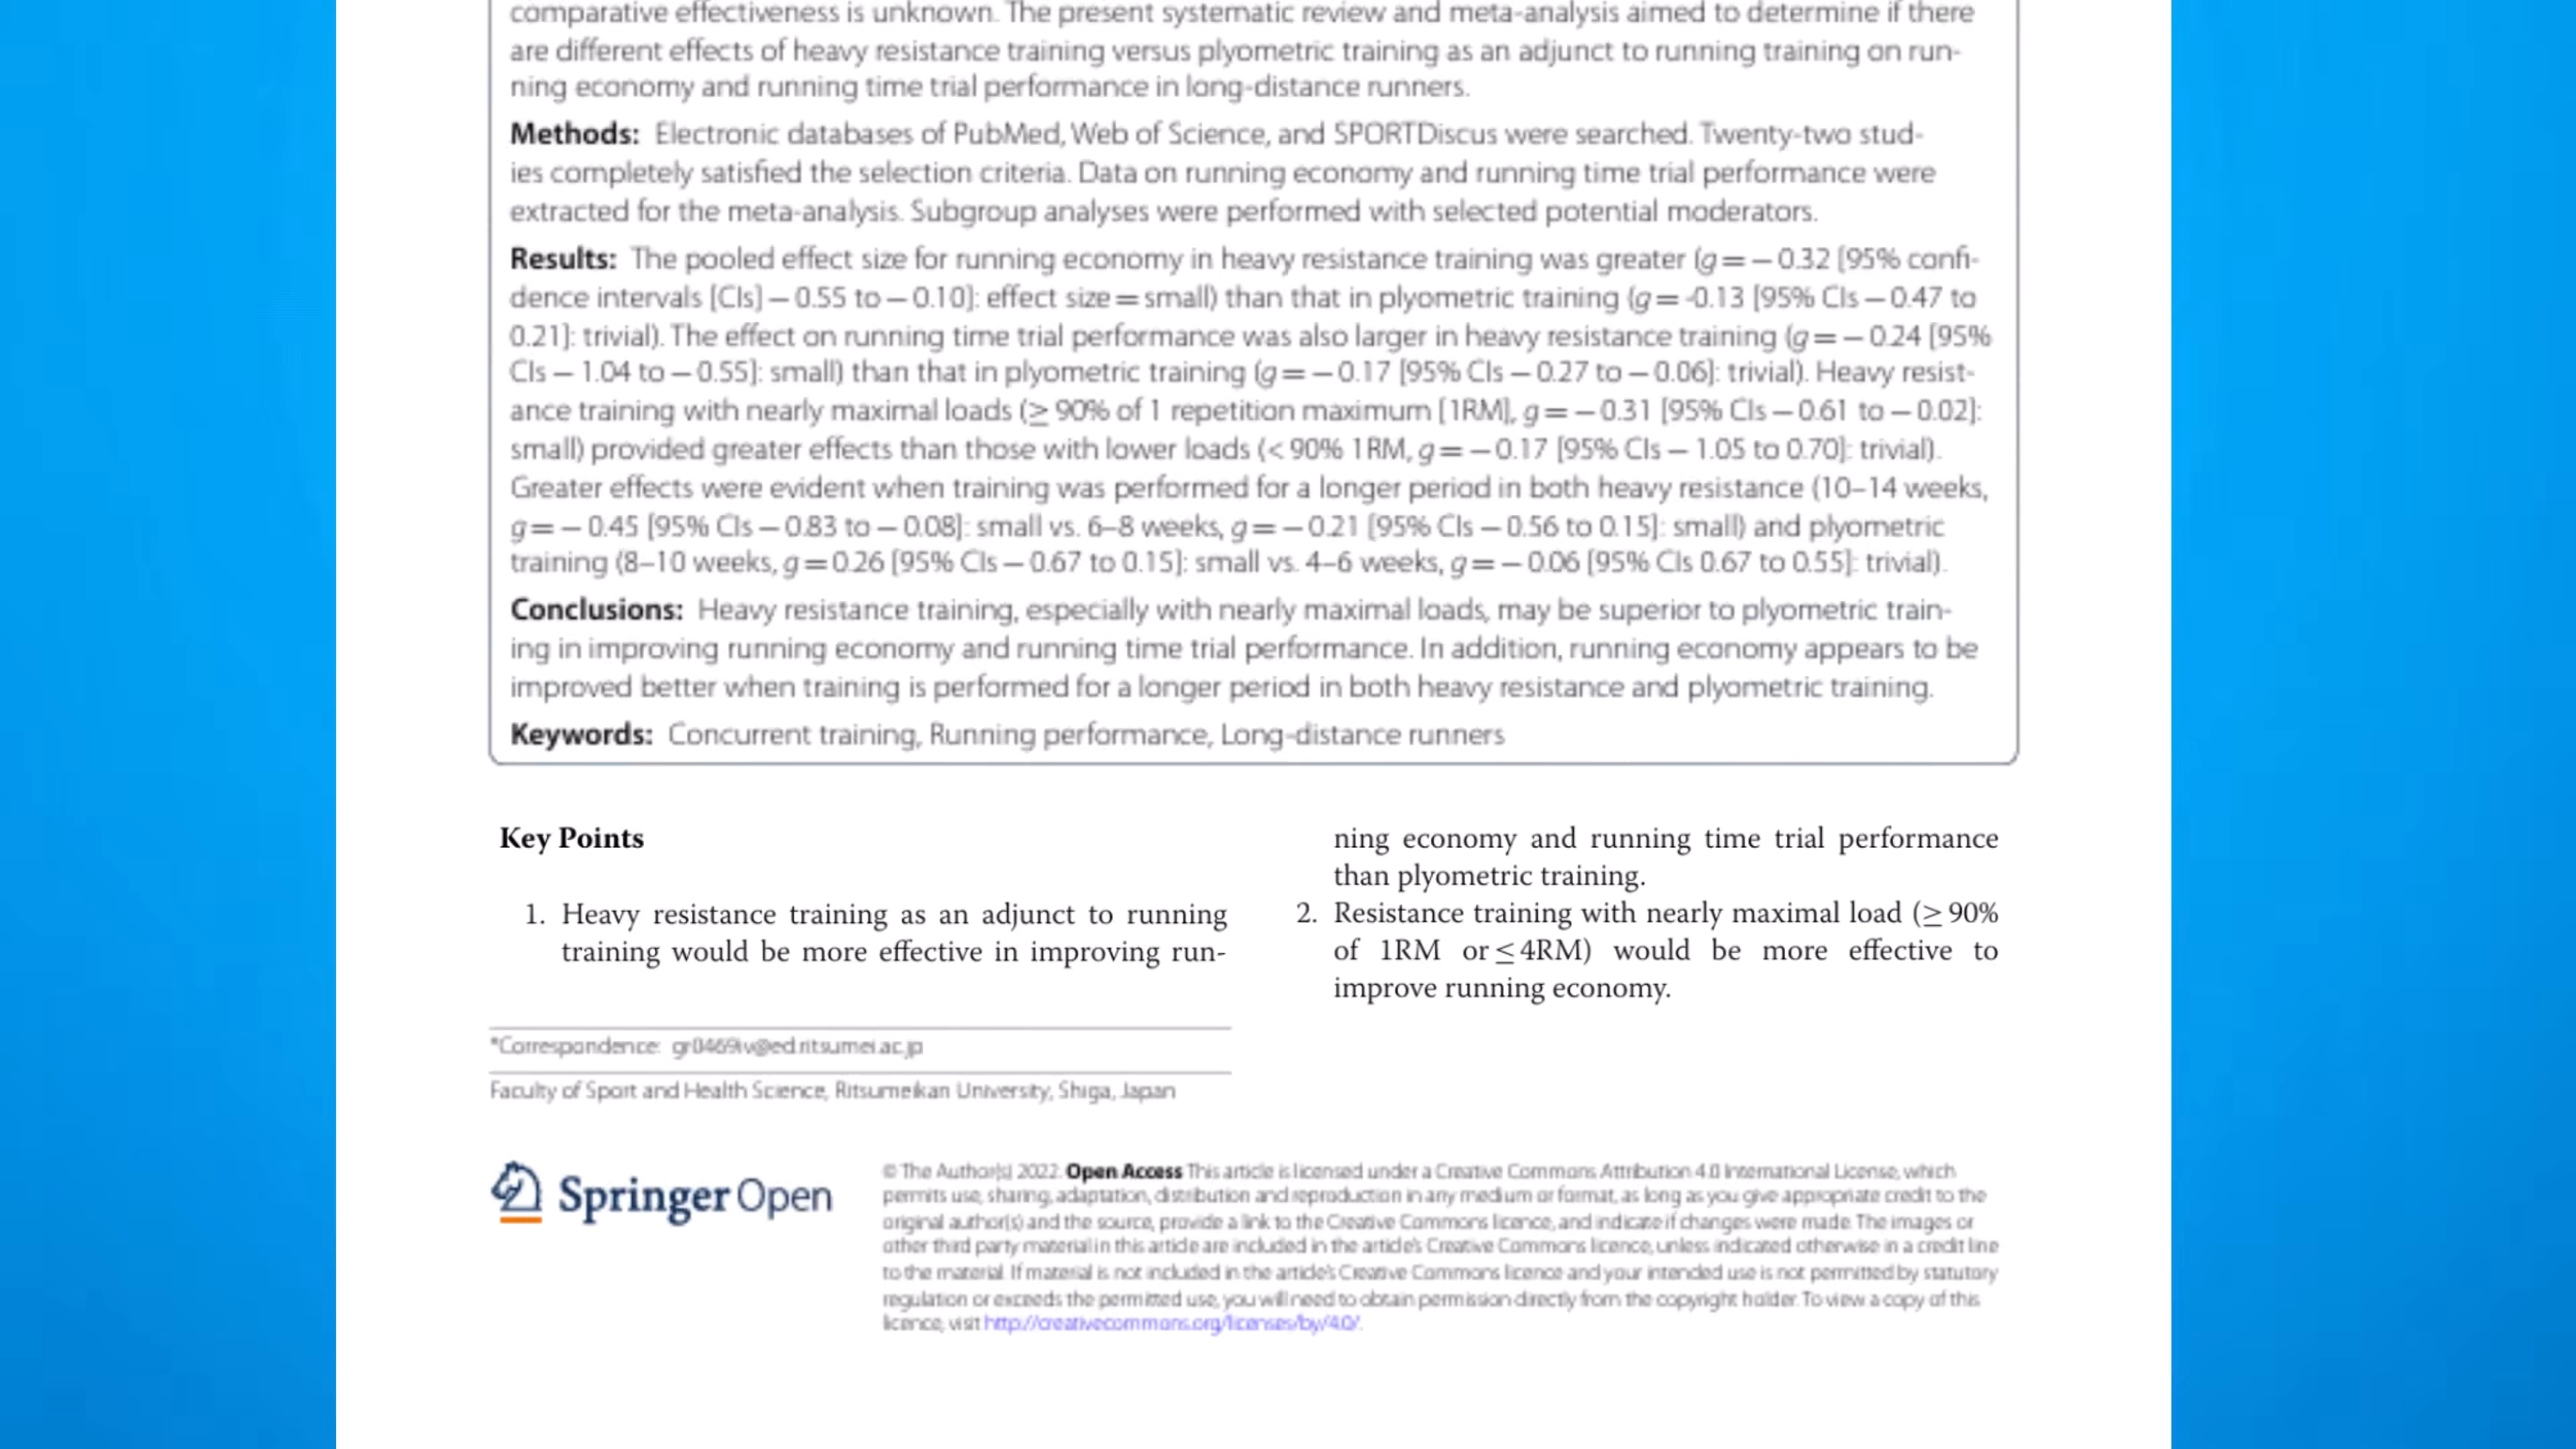 comparative effectiveness is unknown. The present systematic review and meta-analysis aimed to determine if there
are different effects of heavy resistance training versus plyometric training as an adjunct to running training on run-
ning economy and running time trial performance in long-distance runners.
Methods: Electronic databases of PubMed, Web of Science, and SPORTDiscus were searched. Twenty-two stud-
ies completely satisfied the selection criteria. Data on running economy and running time trial performance were
extracted for the meta-analysis. Subgroup analyses were performed with selected potential moderators.
Results: The pooled effect size for running economy in heavy resistance training was greater (g = − 0.32 [95% confi-
dence intervals [CIs] − 0.55 to − 0.10]: effect size = small) than that in plyometric training (g = -0.13 [95% CIs − 0.47 to
0.21]: trivial). The effect on running time trial performance was also larger in heavy resistance training (g = − 0.24 [95%
CIs − 1.04 to − 0.55]: small) than that in plyometric training (g = − 0.17 [95% CIs − 0.27 to − 0.06]: trivial). Heavy resist-
ance training with nearly maximal loads (≥ 90% of 1 repetition maximum [1RM], g = − 0.31 [95% CIs − 0.61 to − 0.02]:
small) provided greater effects than those with lower loads (< 90% 1RM, g = − 0.17 [95% CIs − 1.05 to 0.70]: trivial).
Greater effects were evident when training was performed for a longer period in both heavy resistance (10–14 weeks,
g = − 0.45 [95% CIs − 0.83 to − 0.08]: small vs. 6–8 weeks, g = − 0.21 [95% CIs − 0.56 to 0.15]: small) and plyometric
training (8–10 weeks, g = 0.26 [95% CIs − 0.67 to 0.15]: small vs. 4–6 weeks, g = − 0.06 [95% CIs 0.67 to 0.55]: trivial).
Conclusions: Heavy resistance training, especially with nearly maximal loads, may be superior to plyometric train-
ing in improving running economy and running time trial performance. In addition, running economy appears to be
improved better when training is performed for a longer period in both heavy resistance and plyometric training.
Keywords: Concurrent training, Running performance, Long-distance runners
Key Points
1. Heavy resistance training as an adjunct to running
training would be more effective in improving run-
ning economy and running time trial performance
than plyometric training.
2. Resistance training with nearly maximal load (≥ 90%
of 1RM or ≤ 4RM) would be more effective to
improve running economy.
*Correspondence: gr0469iv@ed.ritsumei.ac.jp
Faculty of Sport and Health Science, Ritsumeikan University, Shiga, Japan
Springer Open
© The Author(s) 2022. Open Access This article is licensed under a Creative Commons Attribution 4.0 International License, which
permits use, sharing, adaptation, distribution and reproduction in any medium or format, as long as you give appropriate credit to the
original author(s) and the source, provide a link to the Creative Commons licence, and indicate if changes were made. The images or
other third party material in this article are included in the article's Creative Commons licence, unless indicated otherwise in a credit line
to the material. If material is not included in the article's Creative Commons licence and your intended use is not permitted by statutory
regulation or exceeds the permitted use, you will need to obtain permission directly from the copyright holder. To view a copy of this
licence, visit http://creativecommons.org/licenses/by/4.0/.